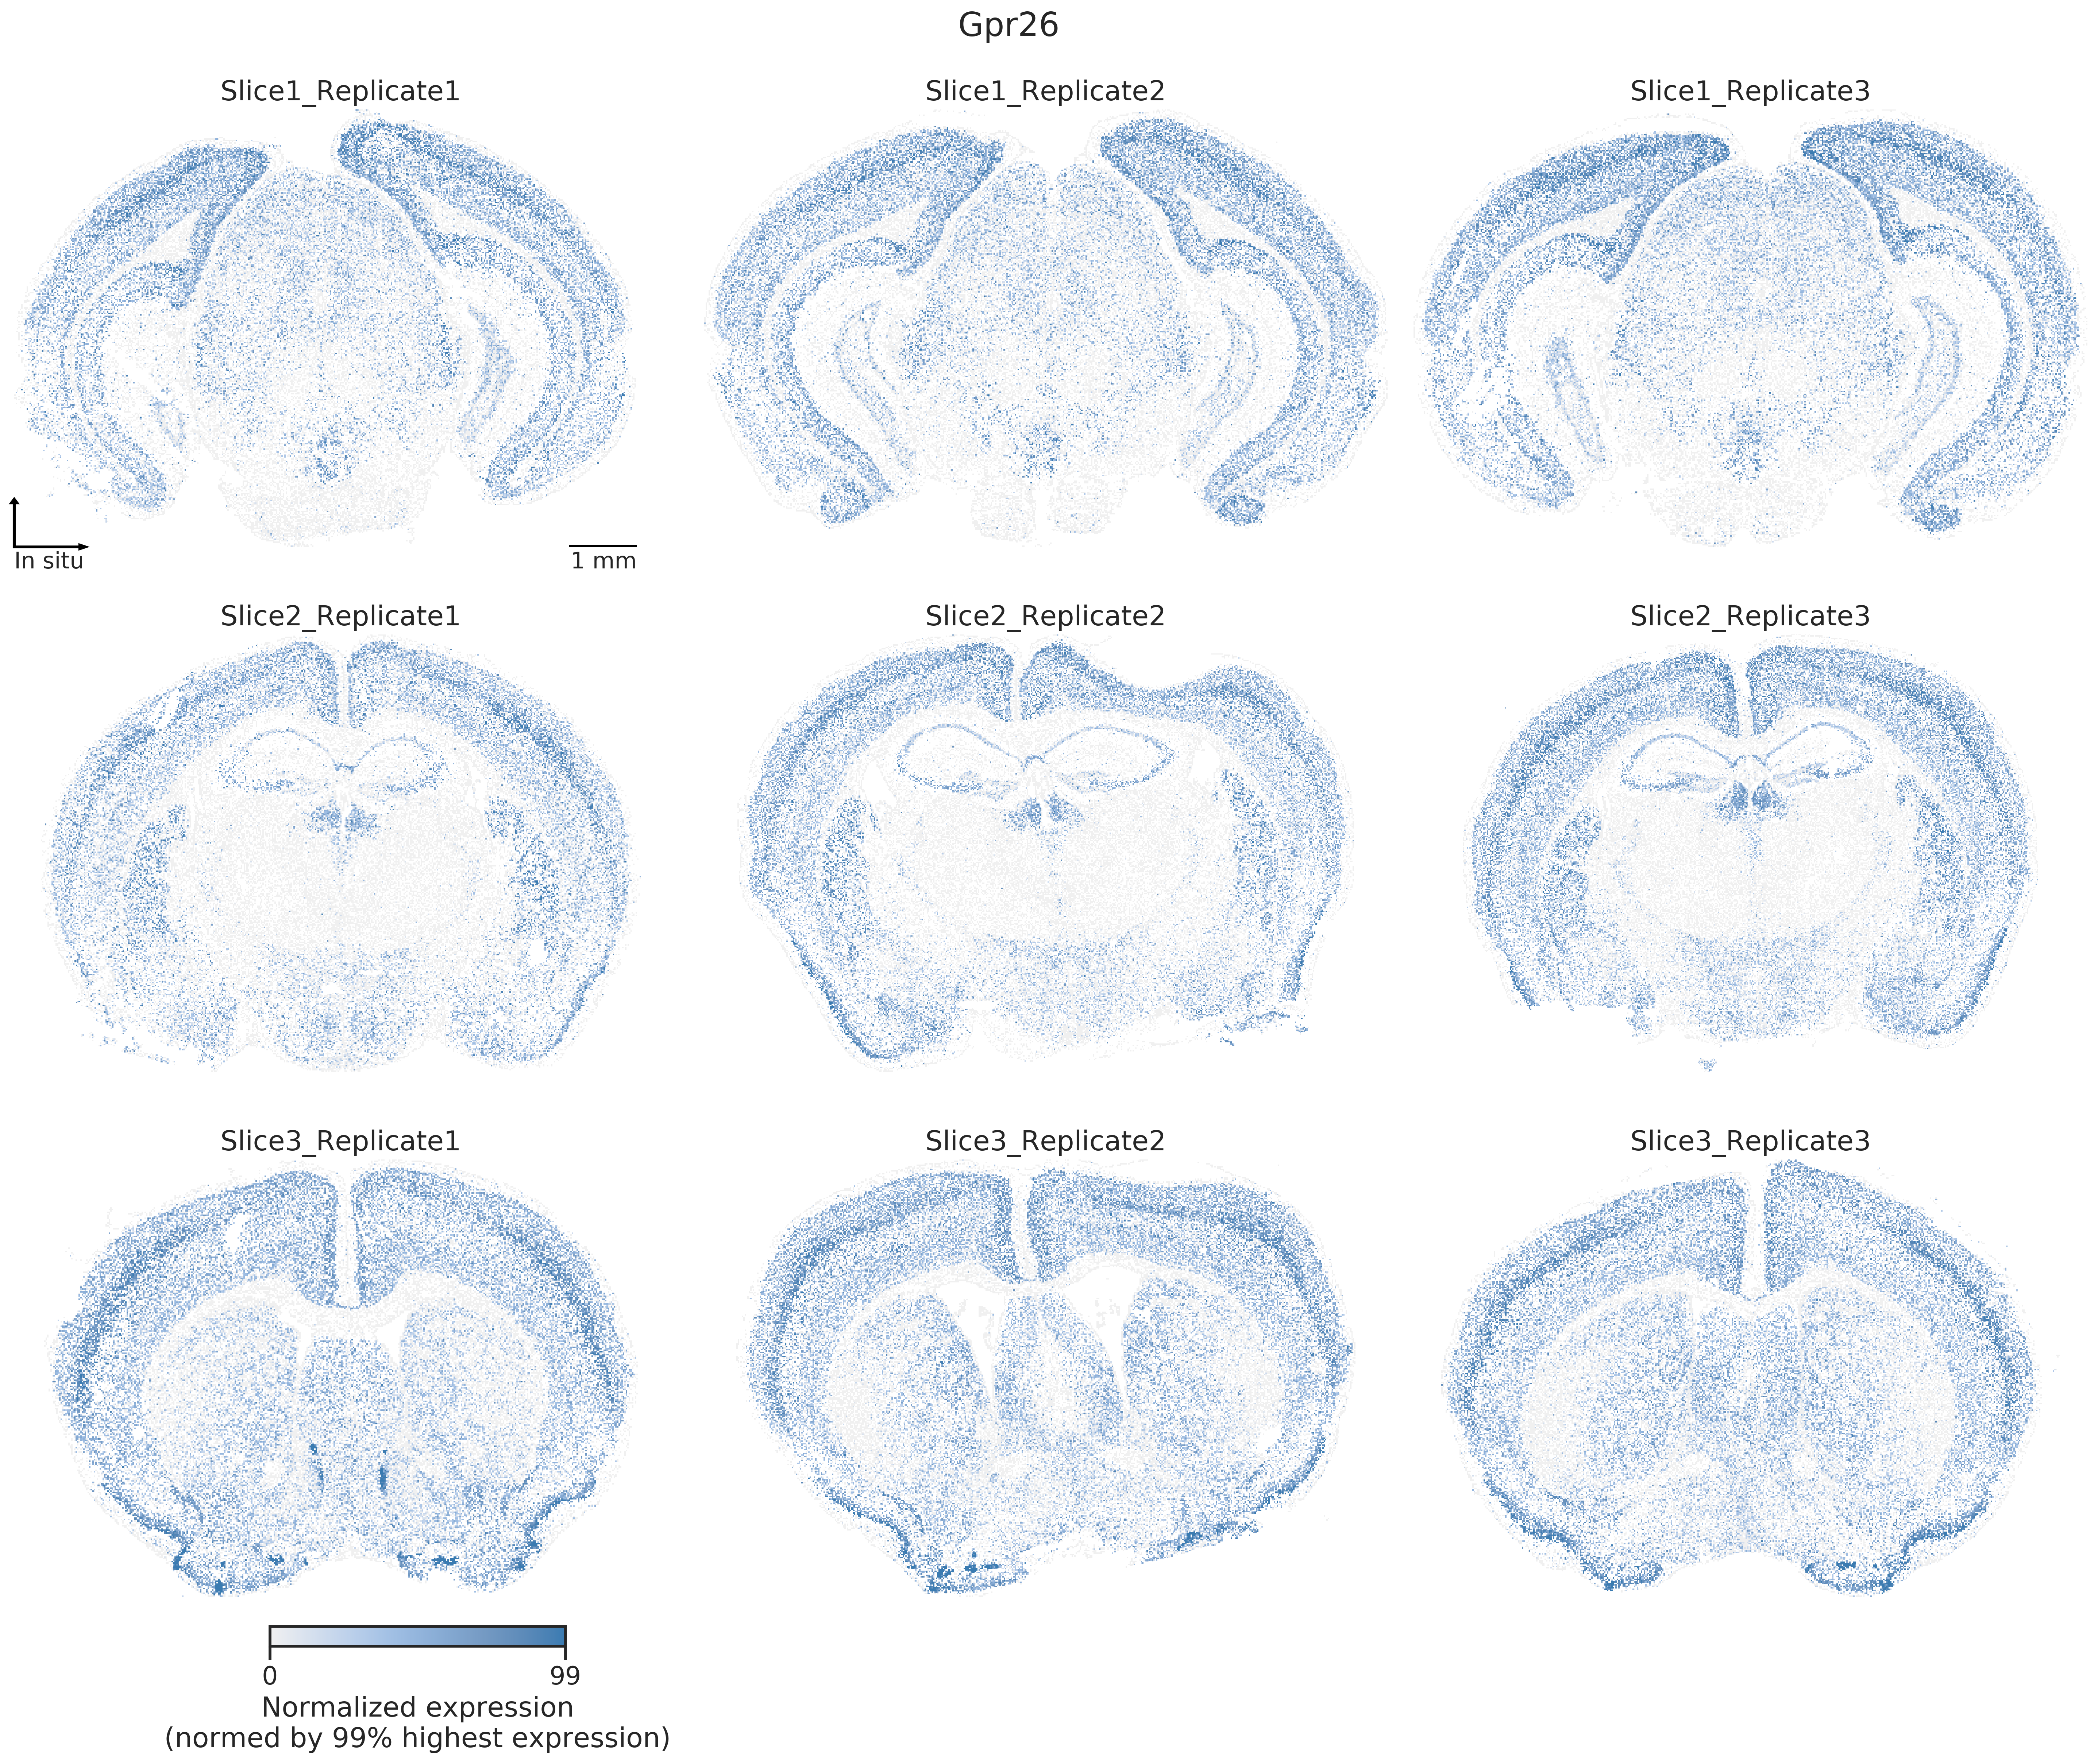 Gpr26
Slice1_Replicate1
Slice1_Replicate2
Slice1_Replicate3
In situ
1 mm
Slice2_Replicate1
Slice2_Replicate2
Slice2_Replicate3
Slice3_Replicate1
Slice3_Replicate2
Slice3_Replicate3
0
99
Normalized expression
(normed by 99% highest expression)